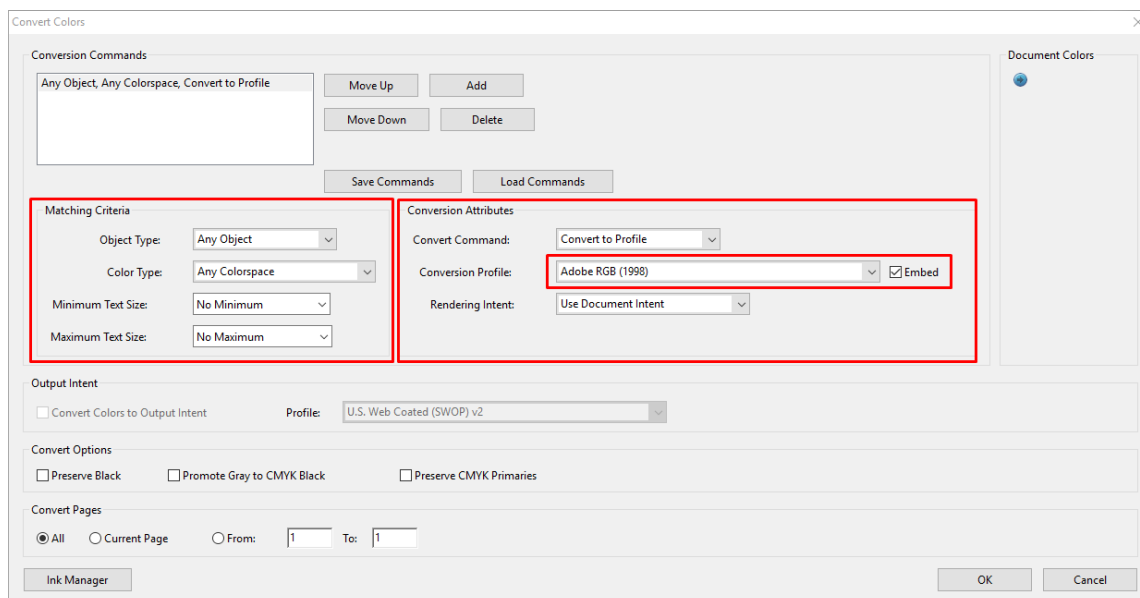 Convert Colors
Conversion Commands
Document Colors
Any Object, Any Colorspace, Convert to Profile
Move Up
Add
Move Down
Delete
Save Commands
Load Commands
Matching Criteria
Object Type: Any Object
Color Type: Any Colorspace
Minimum Text Size: No Minimum
Maximum Text Size: No Maximum
Conversion Attributes
Convert Command: Convert to Profile
Conversion Profile: Adobe RGB (1998) Embed
Rendering Intent: Use Document Intent
Output Intent
Convert Colors to Output Intent Profile: U.S. Web Coated (SWOP) v2
Convert Options
Preserve Black Promote Gray to CMYK Black Preserve CMYK Primaries
Convert Pages
All Current Page From: 1 To: 1
Ink Manager OK Cancel